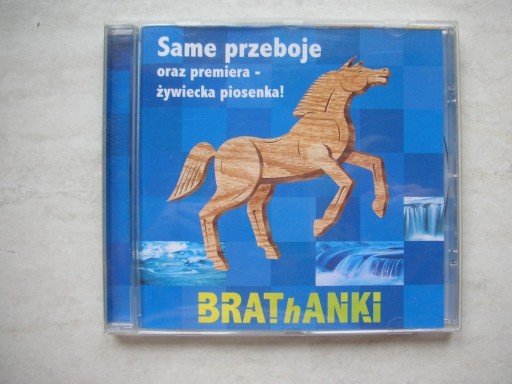 Same przeboje
oraz premiera -
żywiecka piosenka!
BRAThANKI